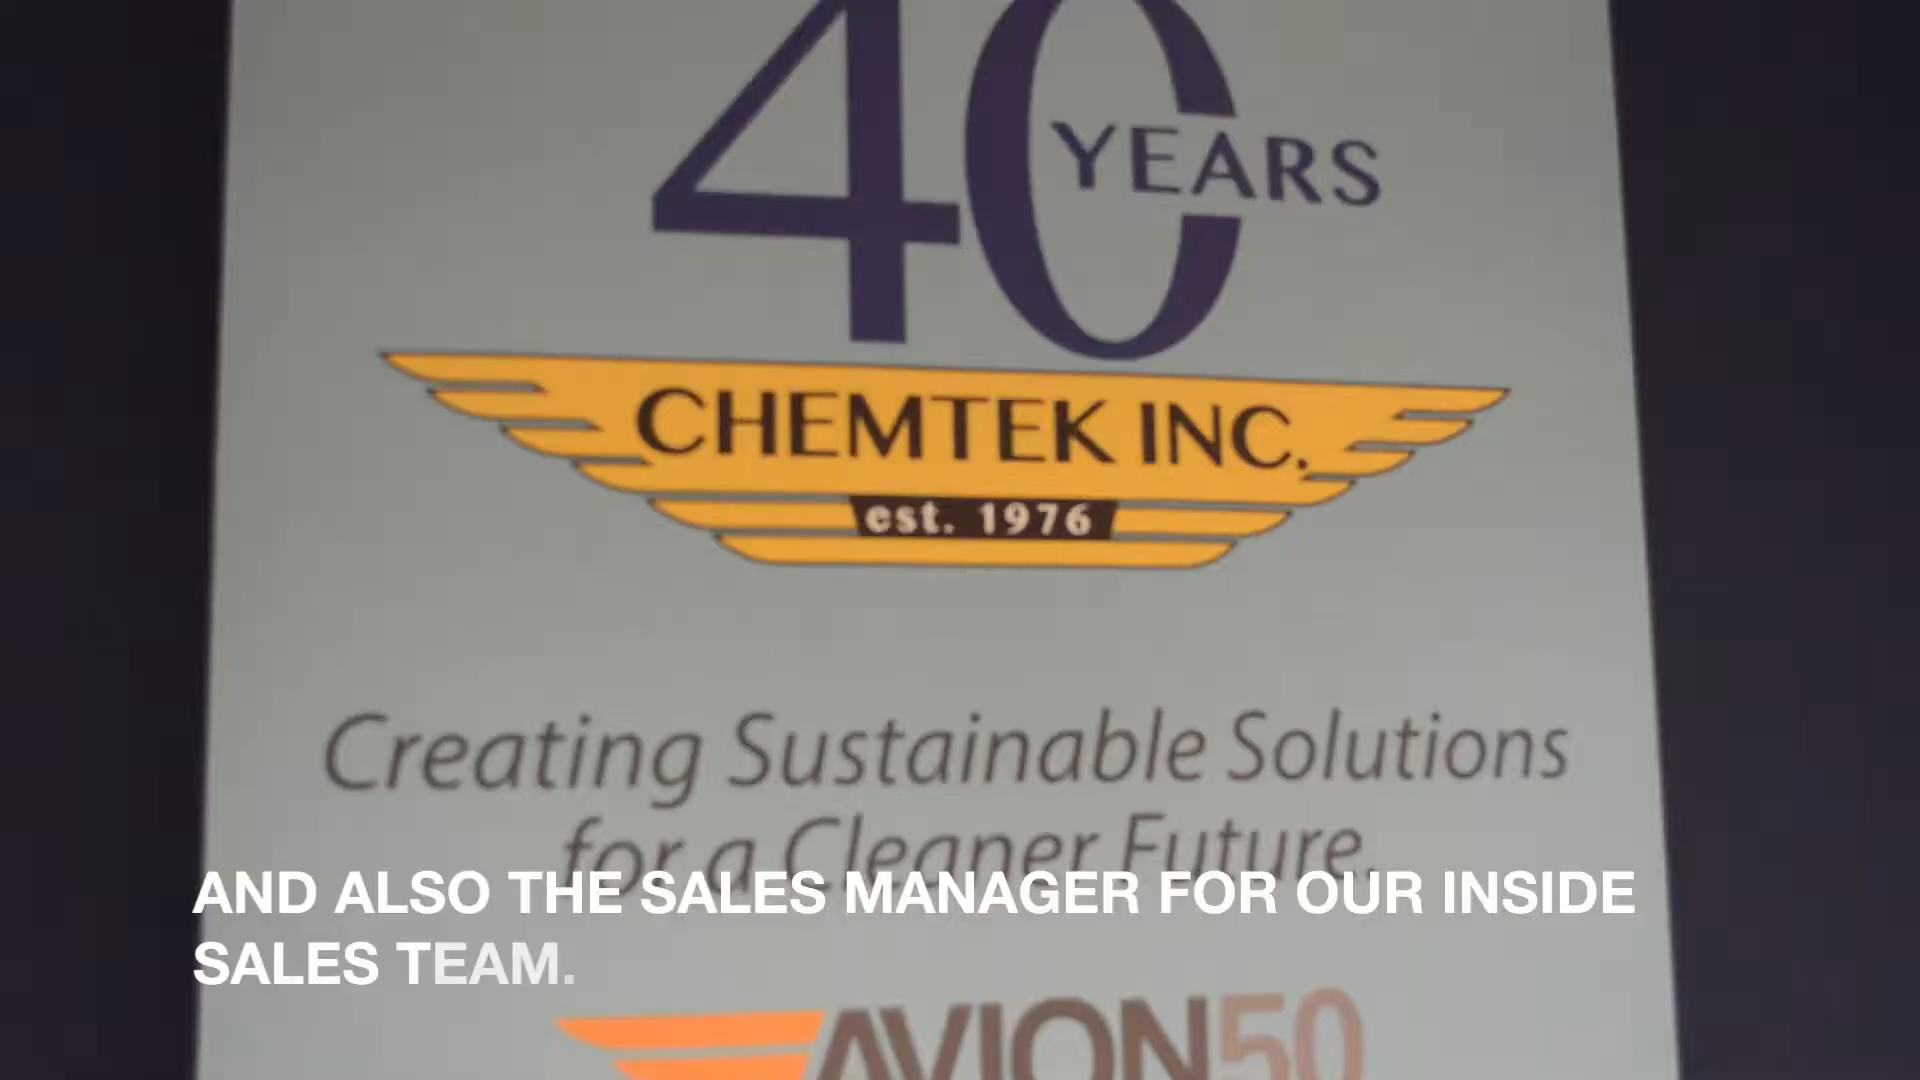 40
YEARS
CHEMTEK INC.
est. 1976
Creating Sustainable Solutions
for a Cleaner Future.
AND ALSO THE SALES MANAGER FOR OUR INSIDE
SALES TEAM.
AVION50